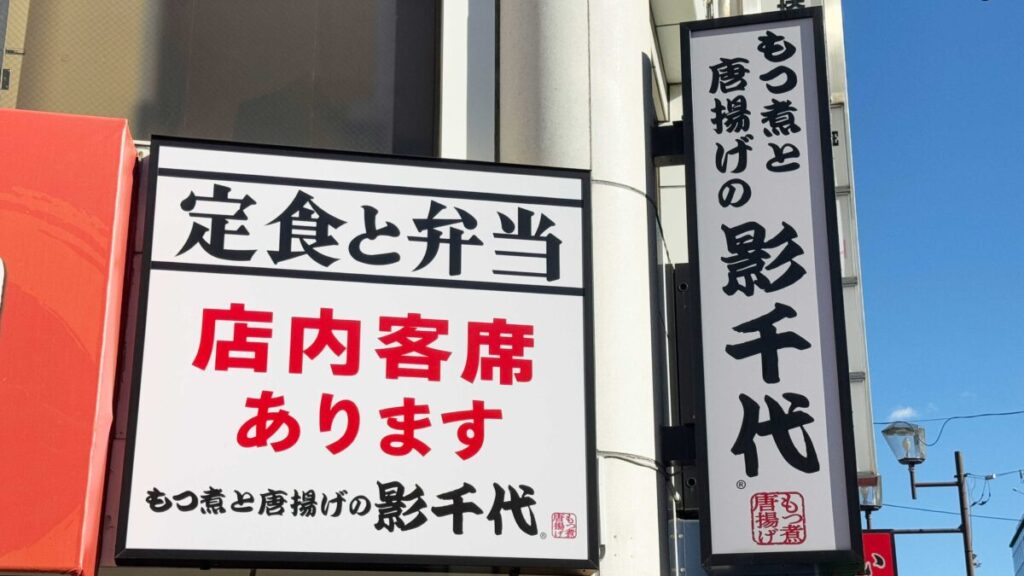 定食と弁当
店内客席
あります
もつ煮と唐揚げの影千代
®
もつ煮
唐揚げ
もつ煮と
唐揚げの
影千代
®
もつ煮
唐揚げ